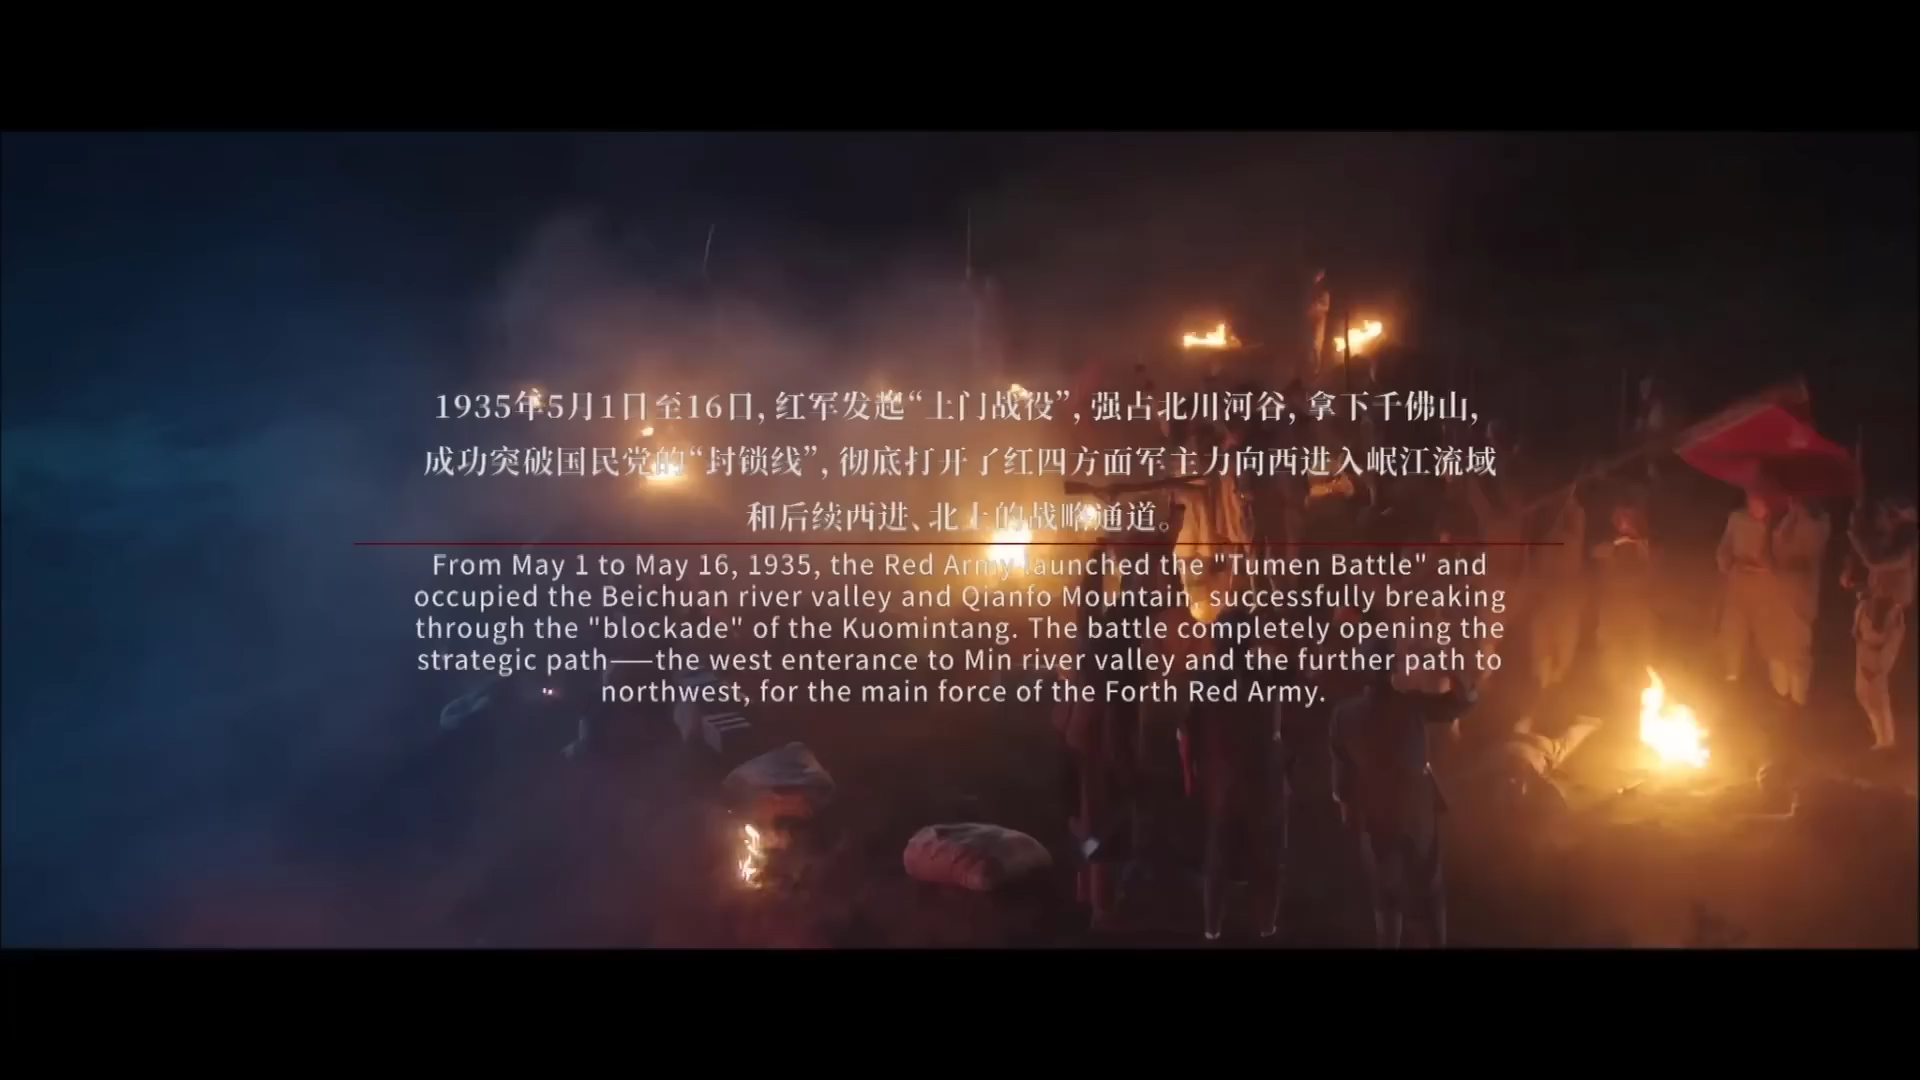 1935年5月1日至16日, 红军发起“土门战役”, 强占北川河谷, 拿下千佛山,
成功突破国民党的“封锁线”, 彻底打开了红四方面军主力向西进入岷江流域
和后续西进、北上的战略通道。
From May 1 to May 16, 1935, the Red Army launched the "Tumen Battle" and
occupied the Beichuan river valley and Qianfo Mountain, successfully breaking
through the "blockade" of the Kuomintang. The battle completely opening the
strategic path——the west enterance to Min river valley and the further path to
northwest, for the main force of the Forth Red Army.